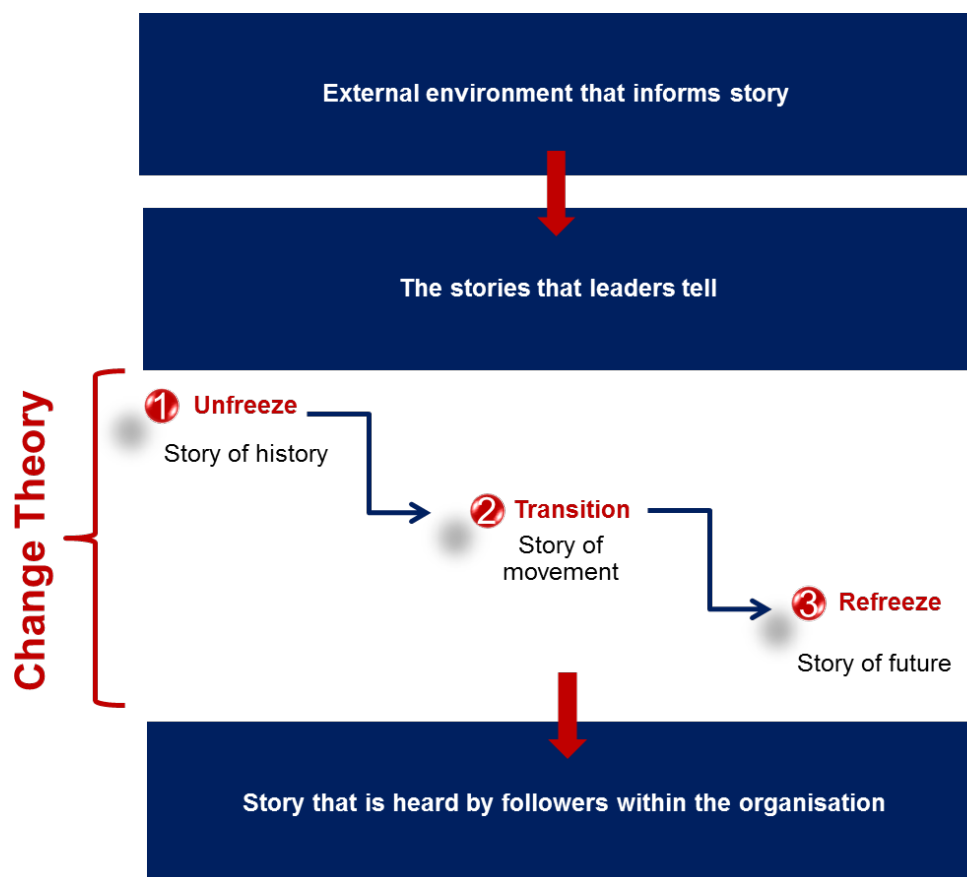 External environment that informs story
The stories that leaders tell
Change Theory
1 Unfreeze
Story of history
2 Transition
Story of
movement
3 Refreeze
Story of future
Story that is heard by followers within the organisation